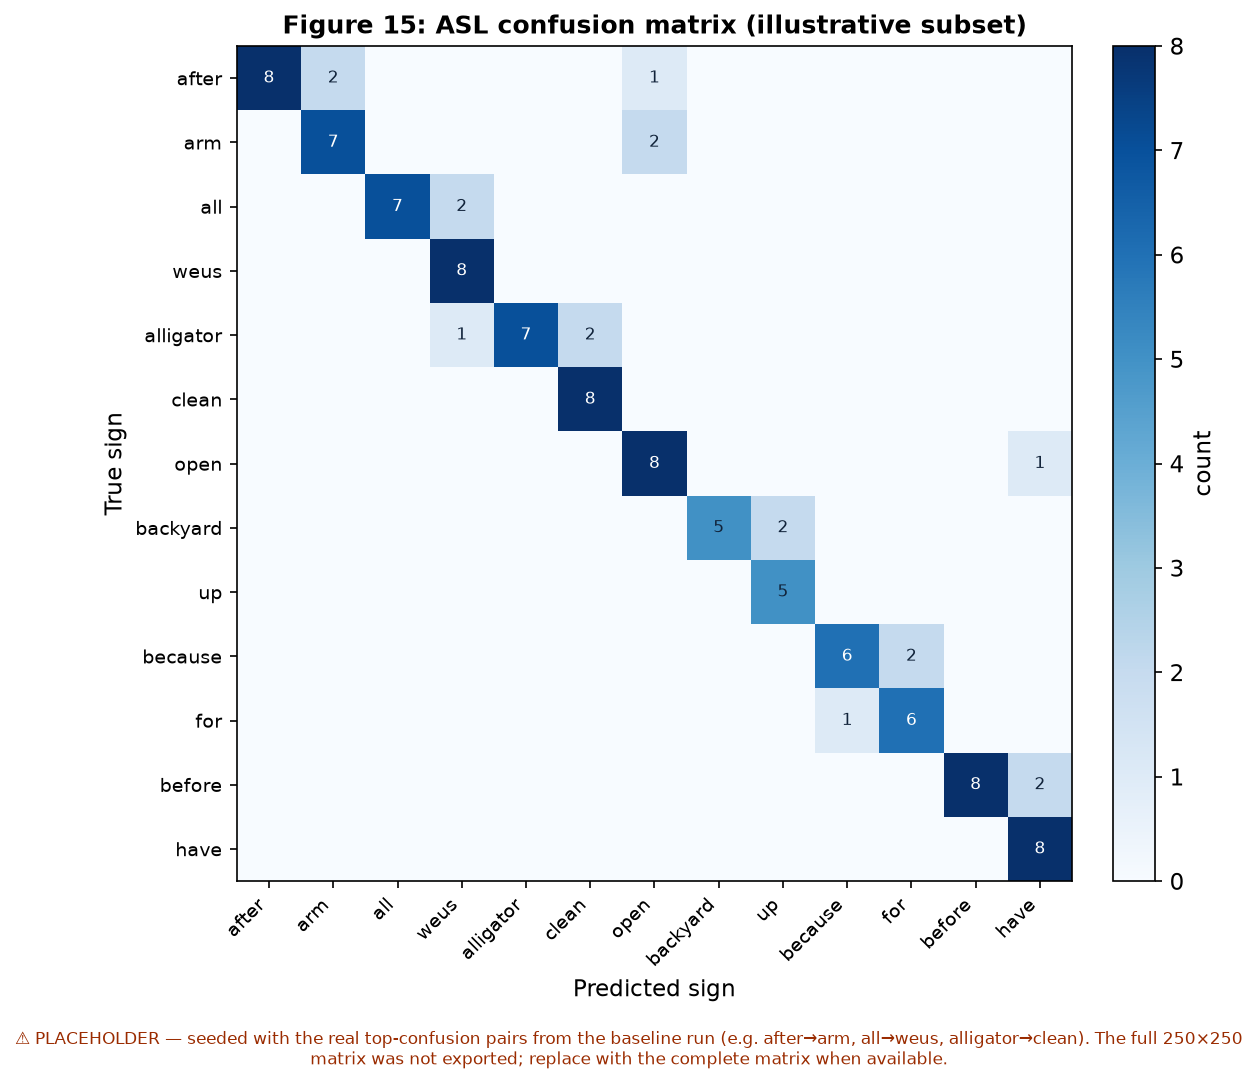 Figure 15: ASL confusion matrix (illustrative subset)
after 8 2 1
arm 7 2
all 7 2
weus 8
alligator 1 7 2
clean 8
open 8 1
backyard 5 2
up 5
because 6 2
for 1 6
before 8 2
have 8
True sign
after arm all weus alligator clean open backyard up because for before have
Predicted sign
8
7
6
5
4
3
2
1
0
count
⚠ PLACEHOLDER — seeded with the real top-confusion pairs from the baseline run (e.g. after→arm, all→weus, alligator→clean). The full 250×250
matrix was not exported; replace with the complete matrix when available.